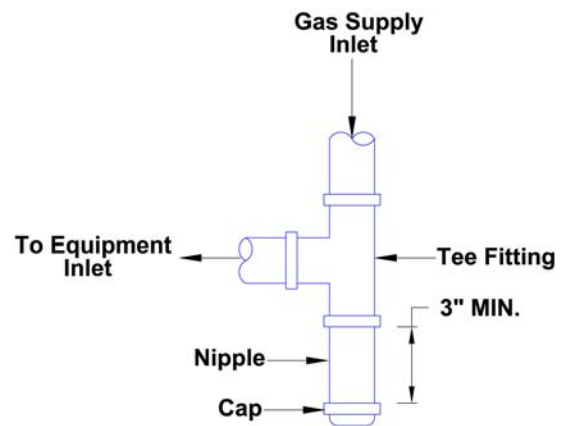 Gas Supply
Inlet
To Equipment
Inlet
Tee Fitting
3" MIN.
Nipple
Cap